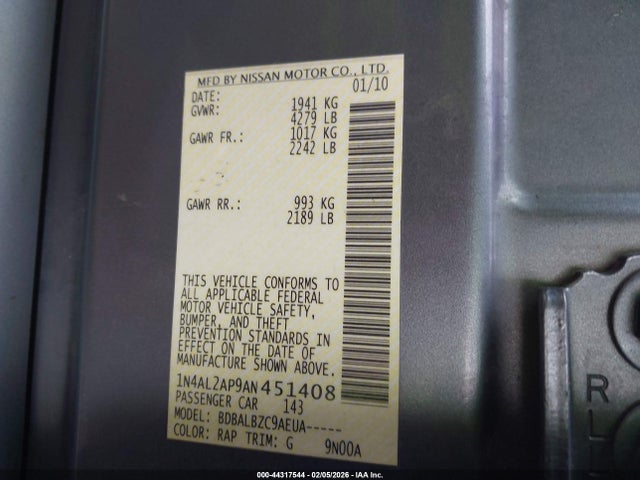 MFD BY NISSAN MOTOR CO., LTD.
DATE: 01/10
GVWR: 1941 KG
4279 LB
GAWR FR.: 1017 KG
2242 LB
GAWR RR.: 993 KG
2189 LB
THIS VEHICLE CONFORMS TO
ALL APPLICABLE FEDERAL
MOTOR VEHICLE SAFETY,
BUMPER, AND THEFT
PREVENTION STANDARDS IN
EFFECT ON THE DATE OF
MANUFACTURE SHOWN ABOVE.
1N4AL2AP9AN451408
PASSENGER CAR 143
MODEL: BDBALBZC9AEUA-----
COLOR: RAP TRIM: G 9N00A
R
L
000-44317544 - 02/05/2026 - IAA Inc.